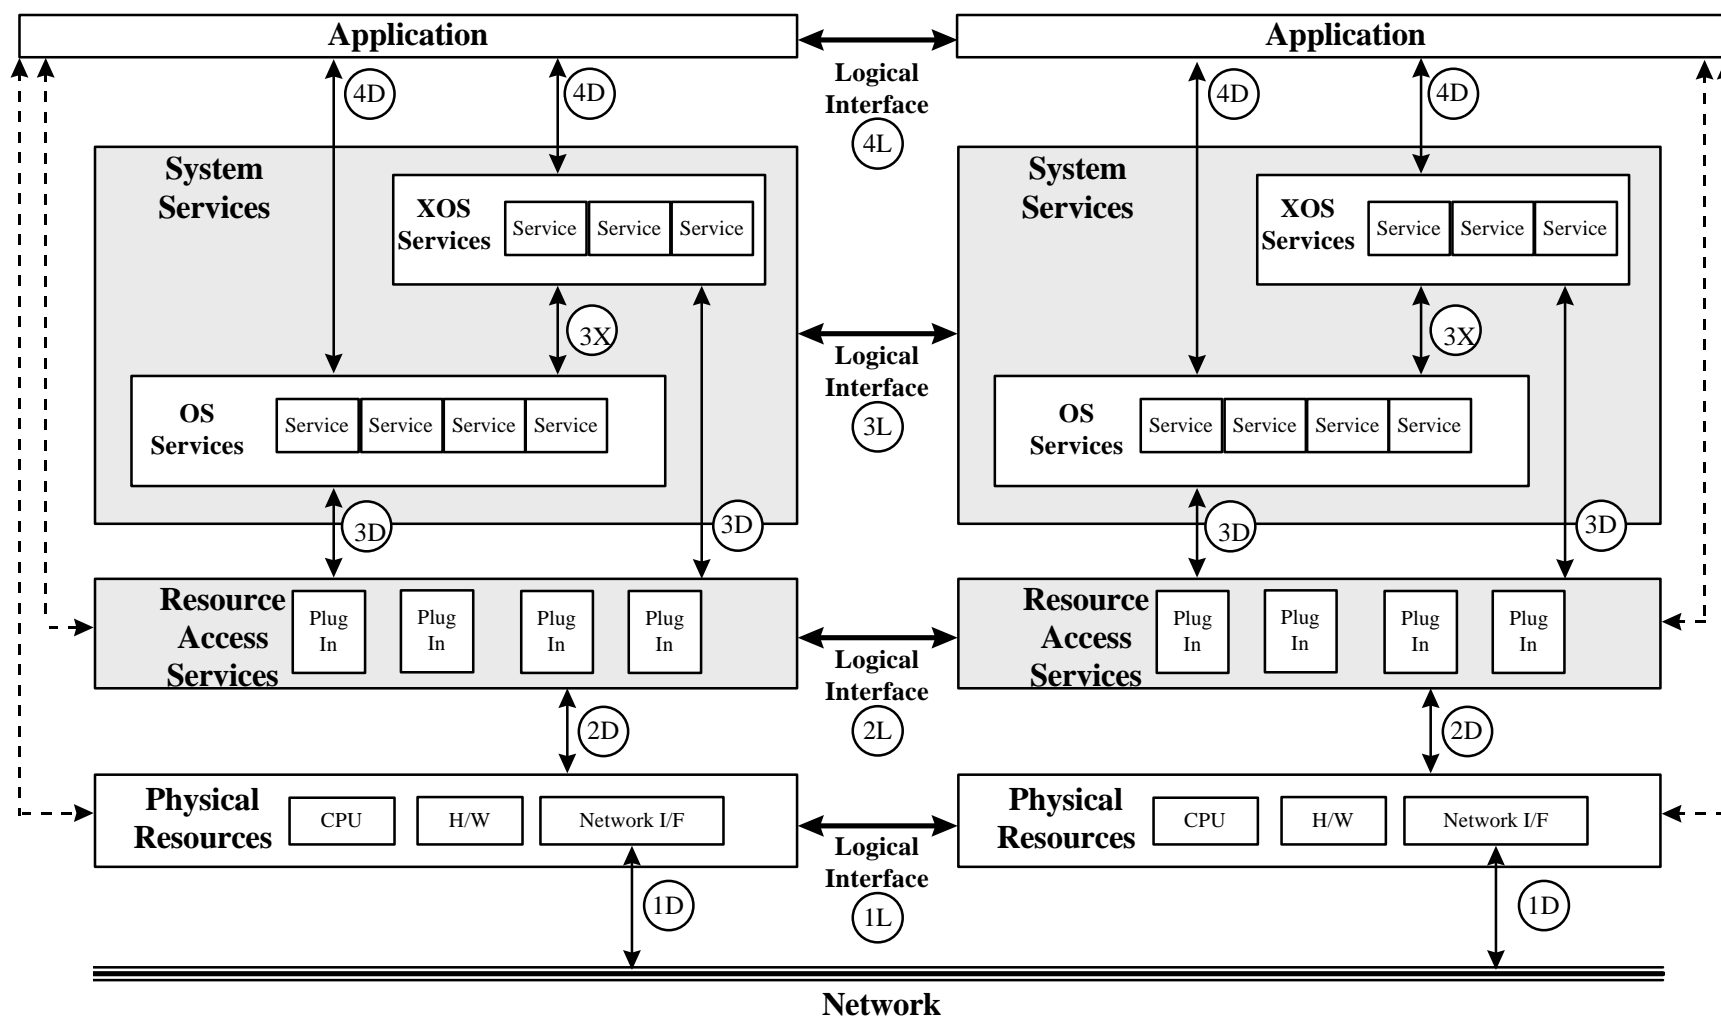 Application
Application
Logical
Interface
4L
4D
4D
4D
4D
System
Services
XOS
Services
Service
Service
Service
System
Services
XOS
Services
Service
Service
Service
3X
Logical
Interface
3L
3X
OS
Services
Service
Service
Service
Service
OS
Services
Service
Service
Service
Service
3D
3D
3D
3D
Resource
Access
Services
Plug
In
Plug
In
Plug
In
Plug
In
Logical
Interface
2L
Resource
Access
Services
Plug
In
Plug
In
Plug
In
Plug
In
2D
2D
Physical
Resources
CPU
H/W
Network I/F
Logical
Interface
1L
Physical
Resources
CPU
H/W
Network I/F
1D
1D
Network